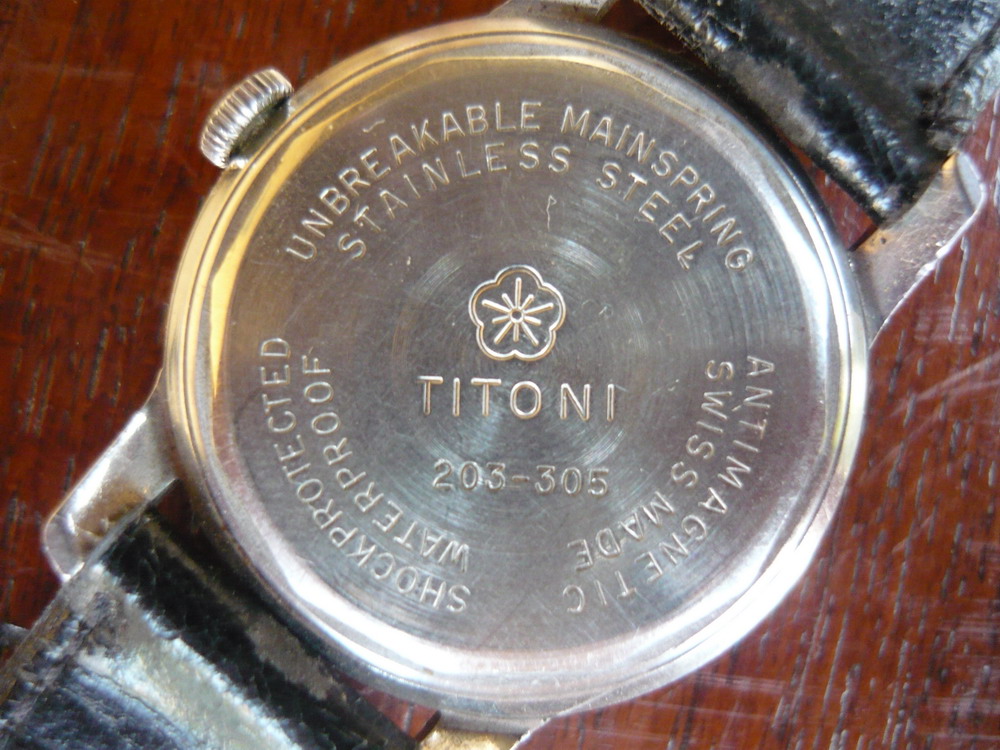 UNBREAKABLE MAINSPRING
STAINLESS STEEL
TITONI
203-305
ANTIMAGNETIC
SWISS MADE
SHOCKPROTECTED
WATERPROOF